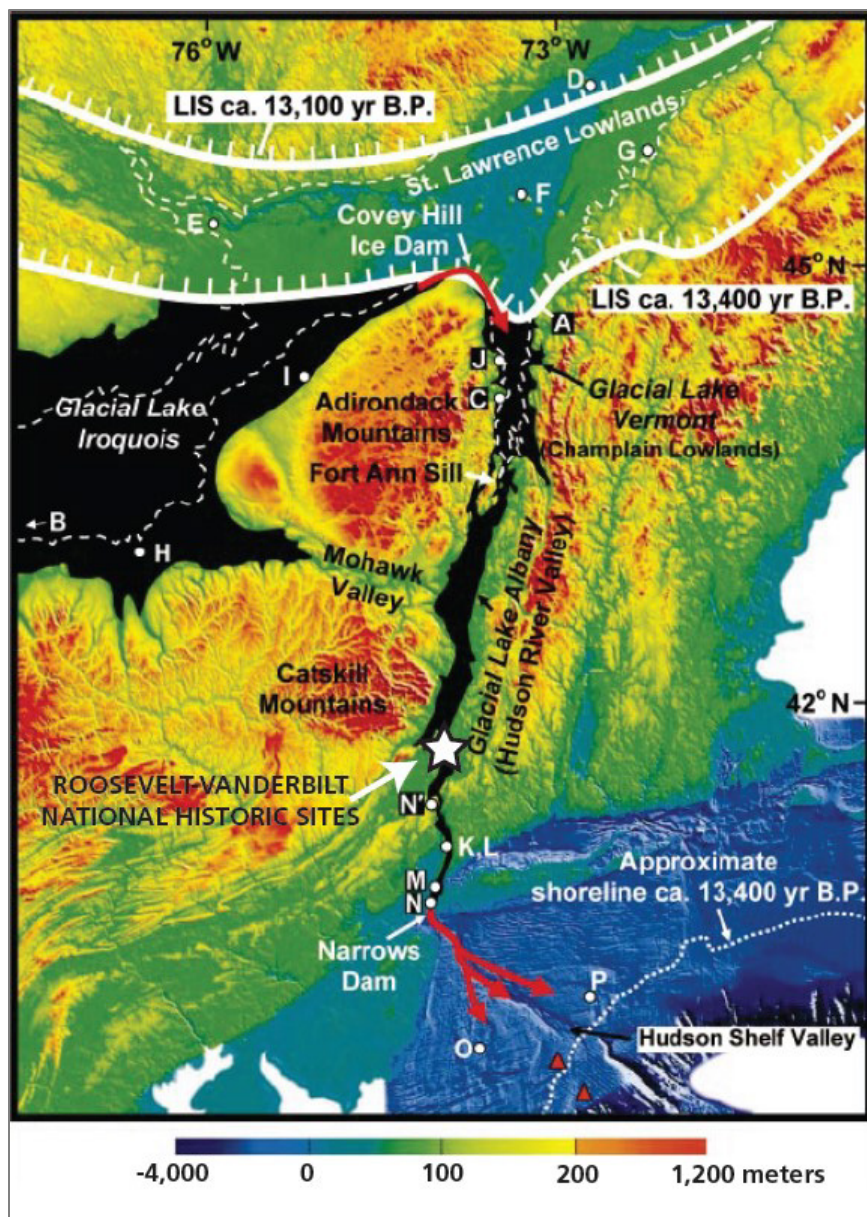 76°W
73°W
D
LIS ca. 13,100 yr B.P.
St. Lawrence Lowlands
G
F
E
Covey Hill
Ice Dam
45°N
LIS ca. 13,400 yr B.P.
A
J
I
C
Glacial Lake
Iroquois
Adirondack
Mountains
Glacial Lake
Vermont
(Champlain Lowlands)
Fort Ann Sill
B
H
Mohawk
Valley
Glacial Lake Albany
(Hudson River Valley)
Catskill
Mountains
42°N
ROOSEVELT-VANDERBILT
NATIONAL HISTORIC SITES
N'
K,L
M
N
Approximate
shoreline ca. 13,400 yr B.P.
Narrows
Dam
P
O
Hudson Shelf Valley
-4,000 0 100 200 1,200 meters